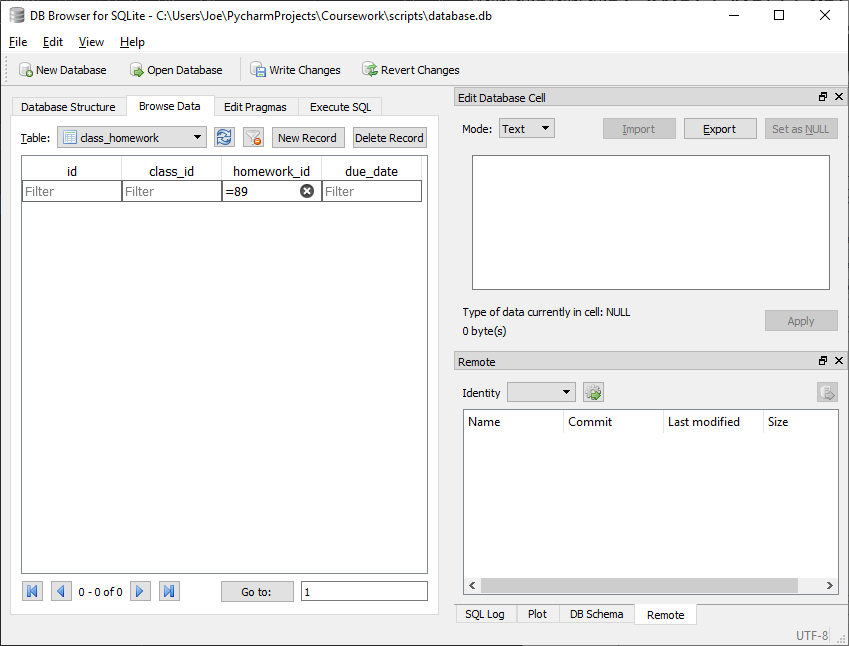 DB Browser for SQLite - C:\Users\Joe\PycharmProjects\Coursework\scripts\database.db
File Edit View Help
New Database Open Database Write Changes Revert Changes
Database Structure Browse Data Edit Pragmas Execute SQL
Table: class_homework New Record Delete Record
id class_id homework_id due_date
Filter Filter =89 Filter
0 - 0 of 0 Go to: 1
Edit Database Cell
Mode: Text Import Export Set as NULL
Type of data currently in cell: NULL
0 byte(s)
Apply
Remote
Identity
Name Commit Last modified Size
SQL Log Plot DB Schema Remote
UTF-8